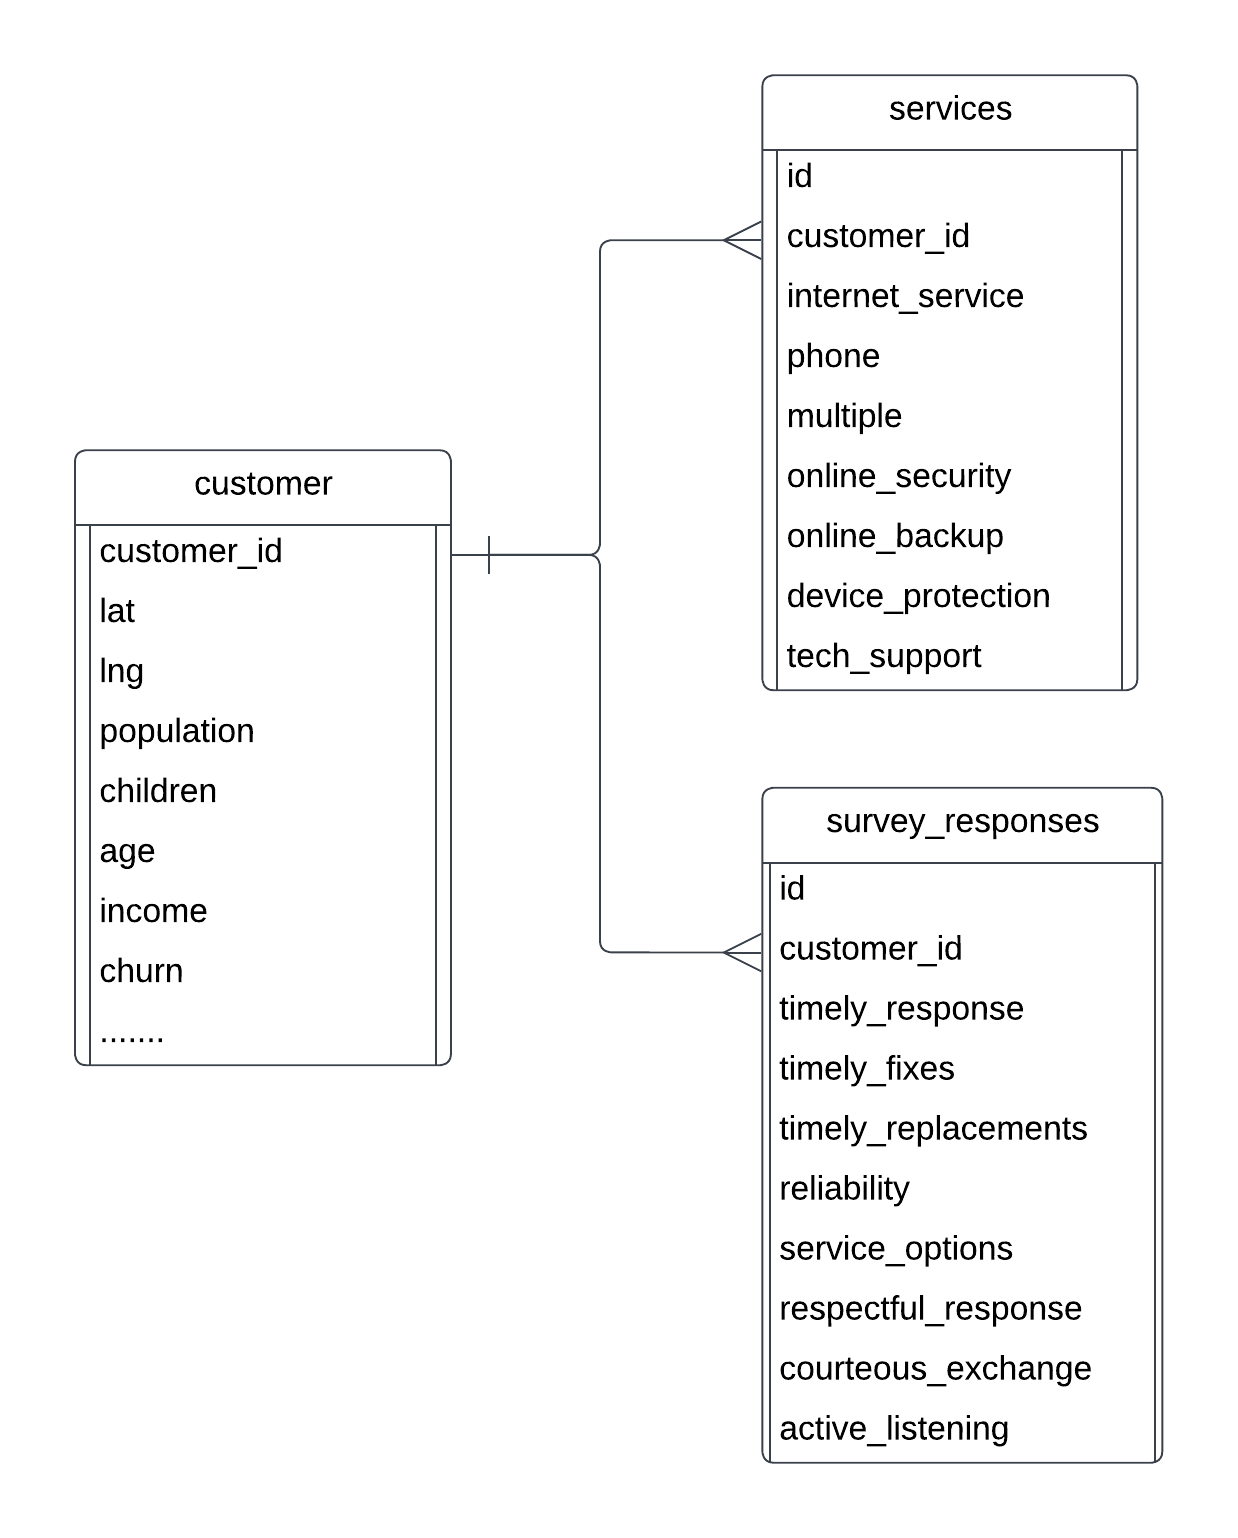 services
id
customer_id
internet_service
phone
multiple
online_security
online_backup
device_protection
tech_support
customer
customer_id
lat
lng
population
children
age
income
churn
.......
survey_responses
id
customer_id
timely_response
timely_fixes
timely_replacements
reliability
service_options
respectful_response
courteous_exchange
active_listening